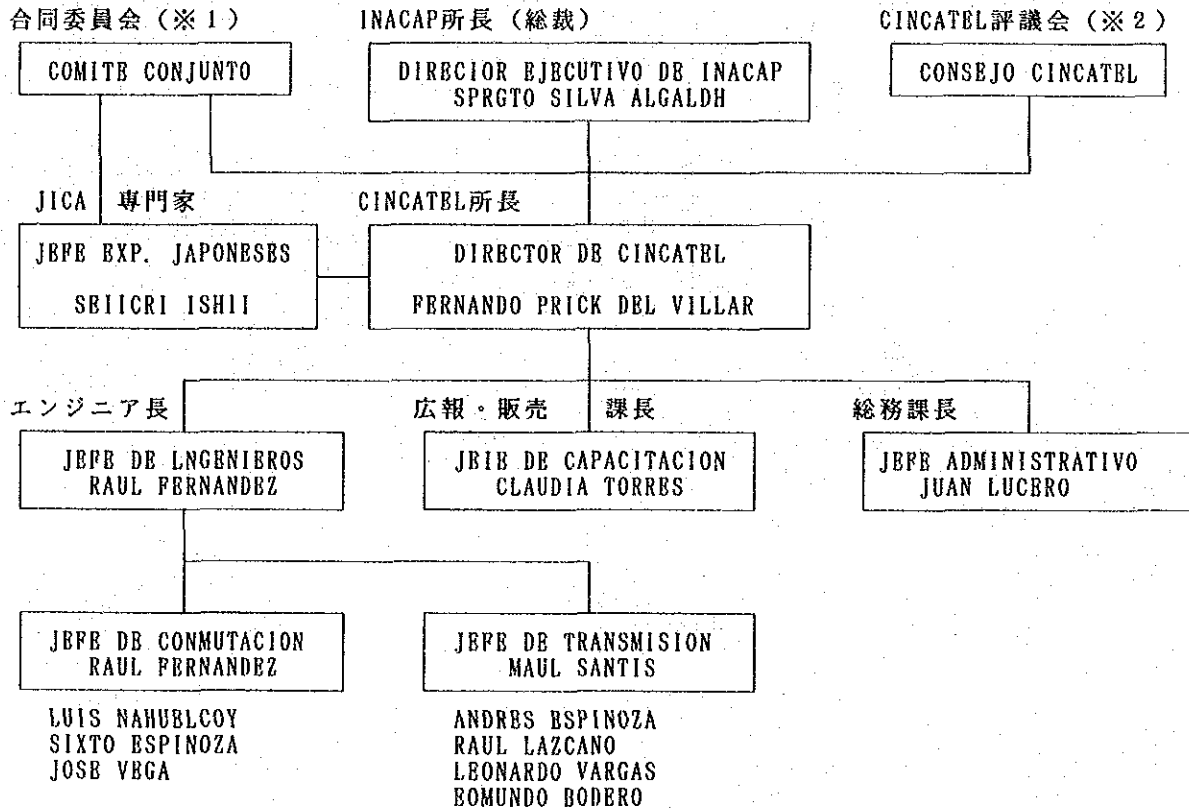 合同委員会（※1）
INACAP所長（総裁）
CINCATEL評議会（※2）
COMITE CONJUNTO
DIRECIOR EJECUTIVO DE INACAP
SPRGTO SILVA ALGALDH
CONSEJO CINCATEL
JICA 専門家
CINCATEL所長
JEFE EXP. JAPONESES
SEIICRI ISHII
DIRECTOR DE CINCATEL
FERNANDO PRICK DEL VILLAR
エンジニア長
広報・販売 課長
総務課長
JEFE DE LNGENIEROS
RAUL FERNANDEZ
JEIE DE CAPACITACION
CLAUDIA TORRES
JEFE ADMINISTRATIVO
JUAN LUCERO
JEFE DE CONMUTACION
RAUL FERNANDEZ
JEFE DE TRANSMISION
MAUL SANTIS
LUIS NAHUELCOY
SIXTO ESPINOZA
JOSE VEGA
ANDRES ESPINOZA
RAUL LAZCANO
LEONARDO VARGAS
EOMUNDO BODERO